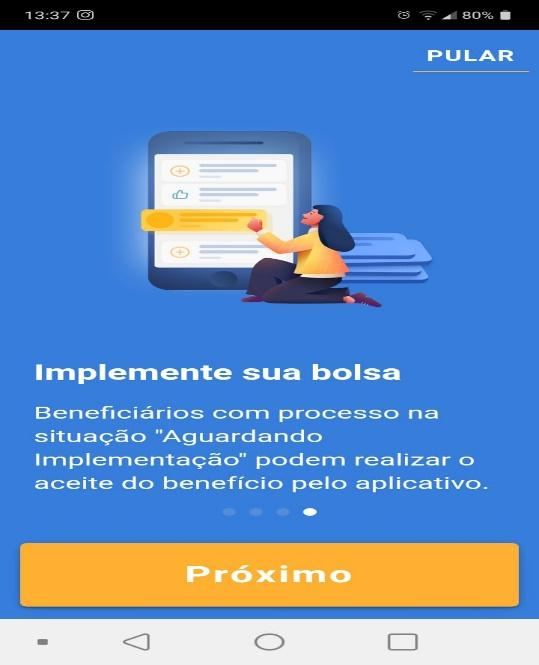 13:37
80%
PULAR
Implemente sua bolsa
Beneficiários com processo na
situação "Aguardando
Implementação" podem realizar o
aceite do benefício pelo aplicativo.
Próximo